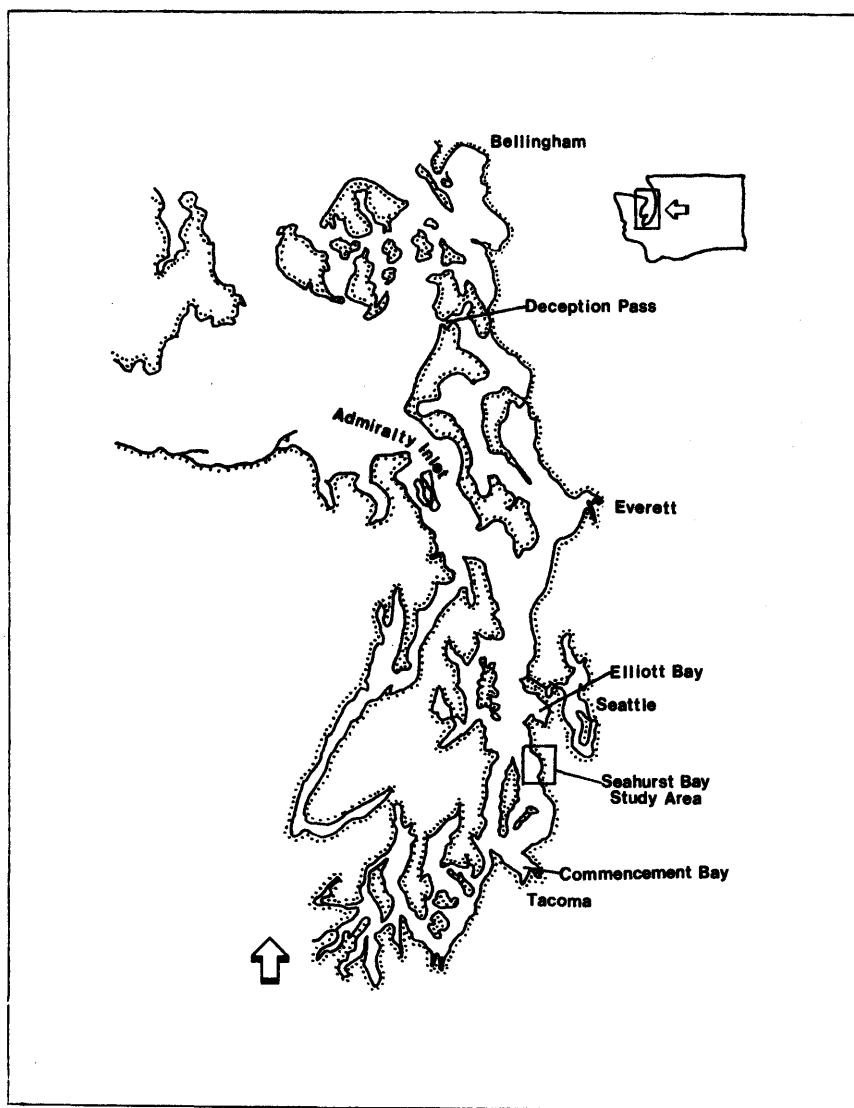 Bellingham
Deception Pass
Admiralty Inlet
Everett
Elliott Bay
Seattle
Seahurst Bay
Study Area
Commencement Bay
Tacoma